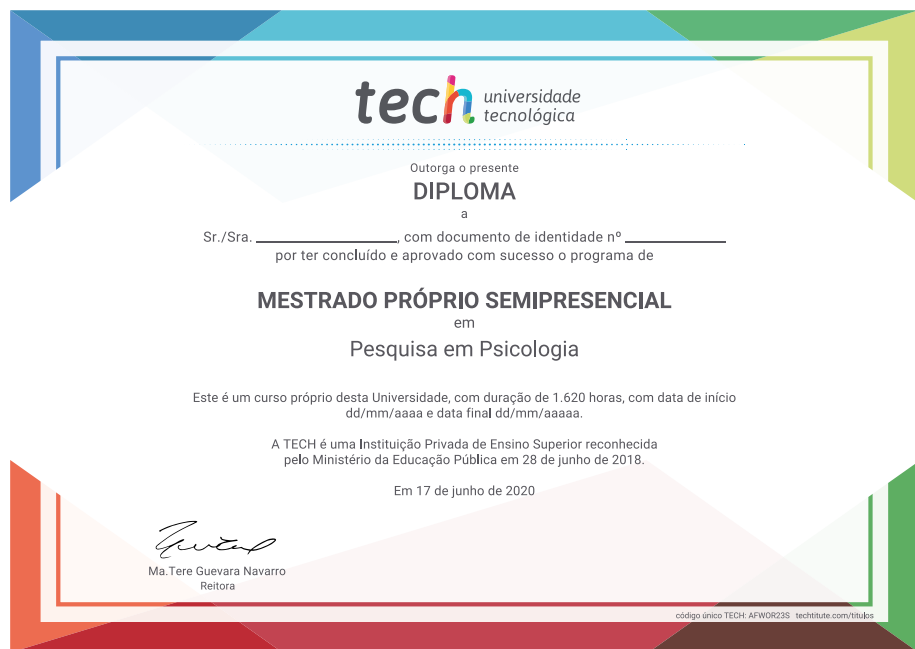 tech universidade
tecnológica
Outorga o presente
DIPLOMA
a
Sr./Sra. __________________, com documento de identidade nº _____________
por ter concluído e aprovado com sucesso o programa de
MESTRADO PRÓPRIO SEMIPRESENCIAL
em
Pesquisa em Psicologia
Este é um curso próprio desta Universidade, com duração de 1.620 horas, com data de início
dd/mm/aaaa e data final dd/mm/aaaaa.
A TECH é uma Instituição Privada de Ensino Superior reconhecida
pelo Ministério da Educação Pública em 28 de junho de 2018.
Em 17 de junho de 2020
Ma.Tere Guevara Navarro
Reitora
código único TECH: AFWOR23S techtitute.com/titulos